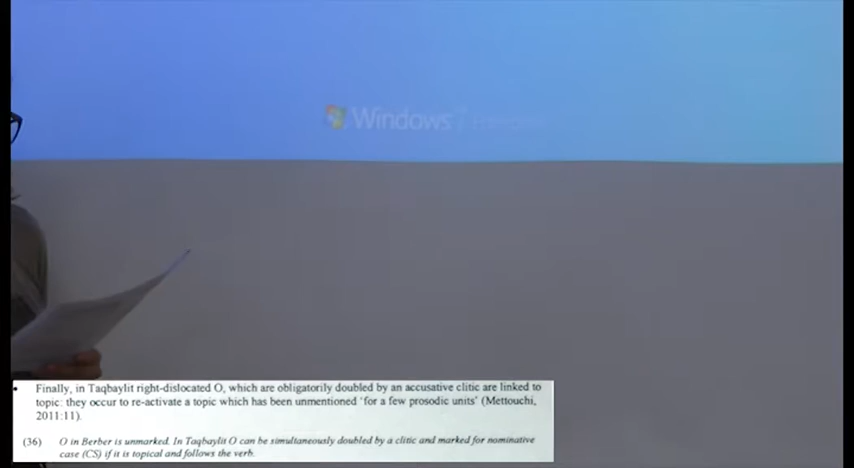 Windows 7
• Finally, in Taqbaylit right-dislocated O, which are obligatorily doubled by an accusative clitic are linked to
topic: they occur to re-activate a topic which has been unmentioned 'for a few prosodic units' (Mettouchi,
2011:11).
(36) O in Berber is unmarked. In Taqbaylit O can be simultaneously doubled by a clitic and marked for nominative
case (CS) if it is topical and follows the verb.